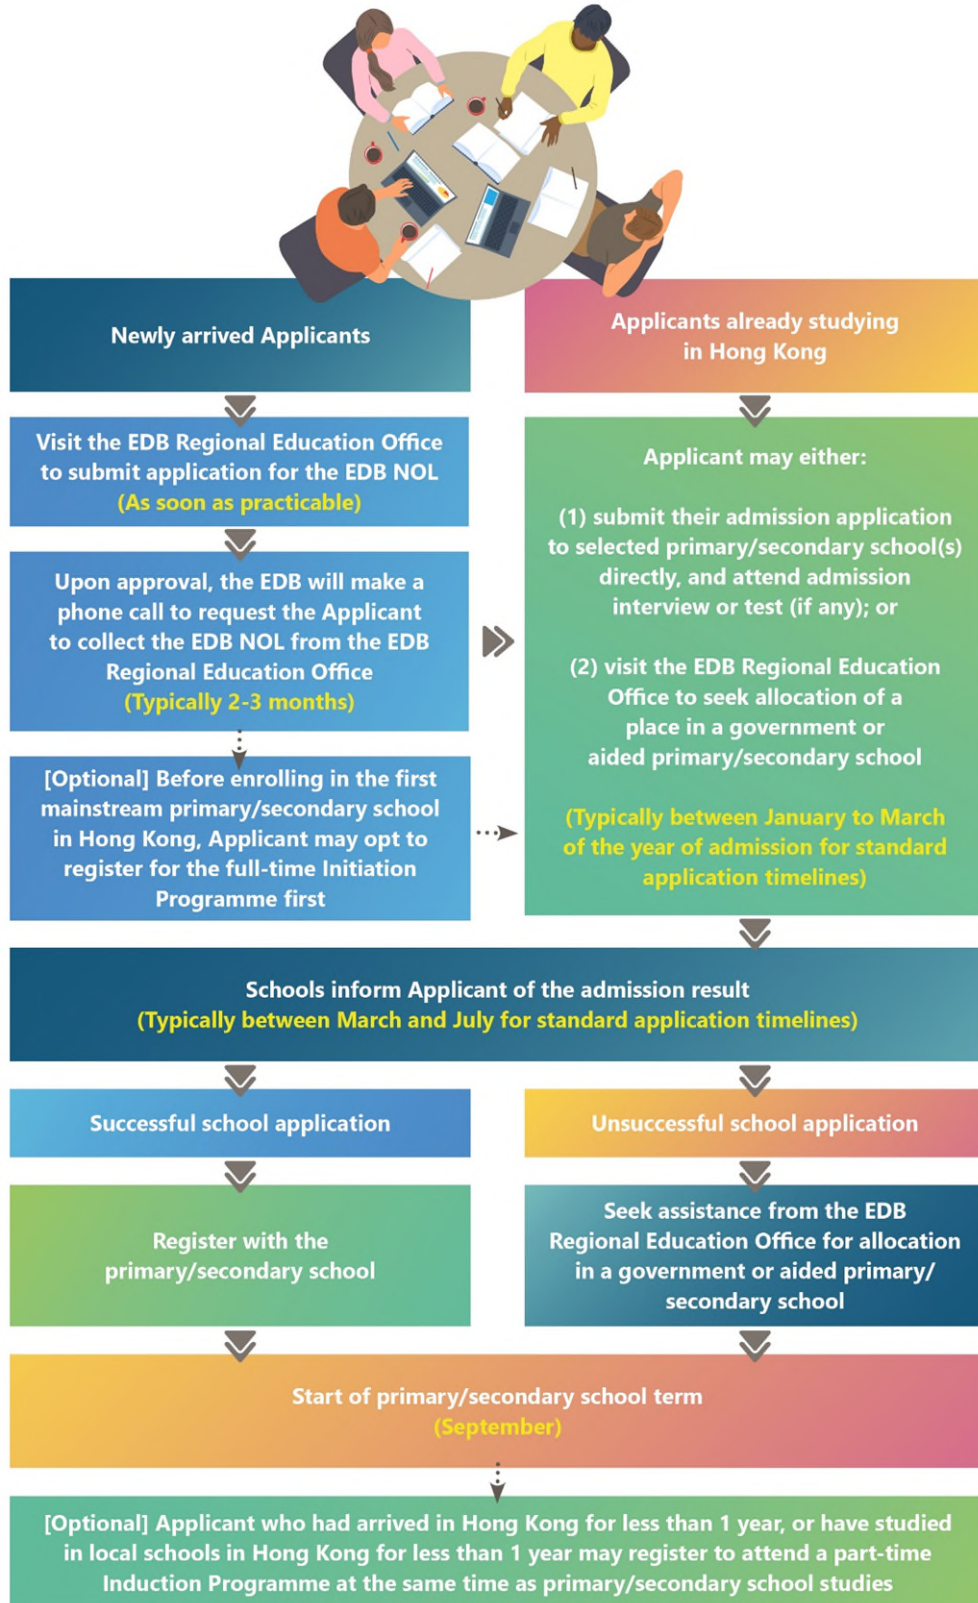 Newly arrived Applicants
Applicants already studying
in Hong Kong
Visit the EDB Regional Education Office
to submit application for the EDB NOL
(As soon as practicable)
Upon approval, the EDB will make a
phone call to request the Applicant
to collect the EDB NOL from the EDB
Regional Education Office
(Typically 2-3 months)
[Optional] Before enrolling in the first
mainstream primary/secondary school
in Hong Kong, Applicant may opt to
register for the full-time Initiation
Programme first
Applicant may either:
(1) submit their admission application
to selected primary/secondary school(s)
directly, and attend admission
interview or test (if any); or
(2) visit the EDB Regional Education
Office to seek allocation of a
place in a government or
aided primary/secondary school
(Typically between January to March
of the year of admission for standard
application timelines)
Schools inform Applicant of the admission result
(Typically between March and July for standard application timelines)
Successful school application
Unsuccessful school application
Register with the
primary/secondary school
Seek assistance from the EDB
Regional Education Office for allocation
in a government or aided primary/
secondary school
Start of primary/secondary school term
(September)
[Optional] Applicant who had arrived in Hong Kong for less than 1 year, or have studied
in local schools in Hong Kong for less than 1 year may register to attend a part-time
Induction Programme at the same time as primary/secondary school studies